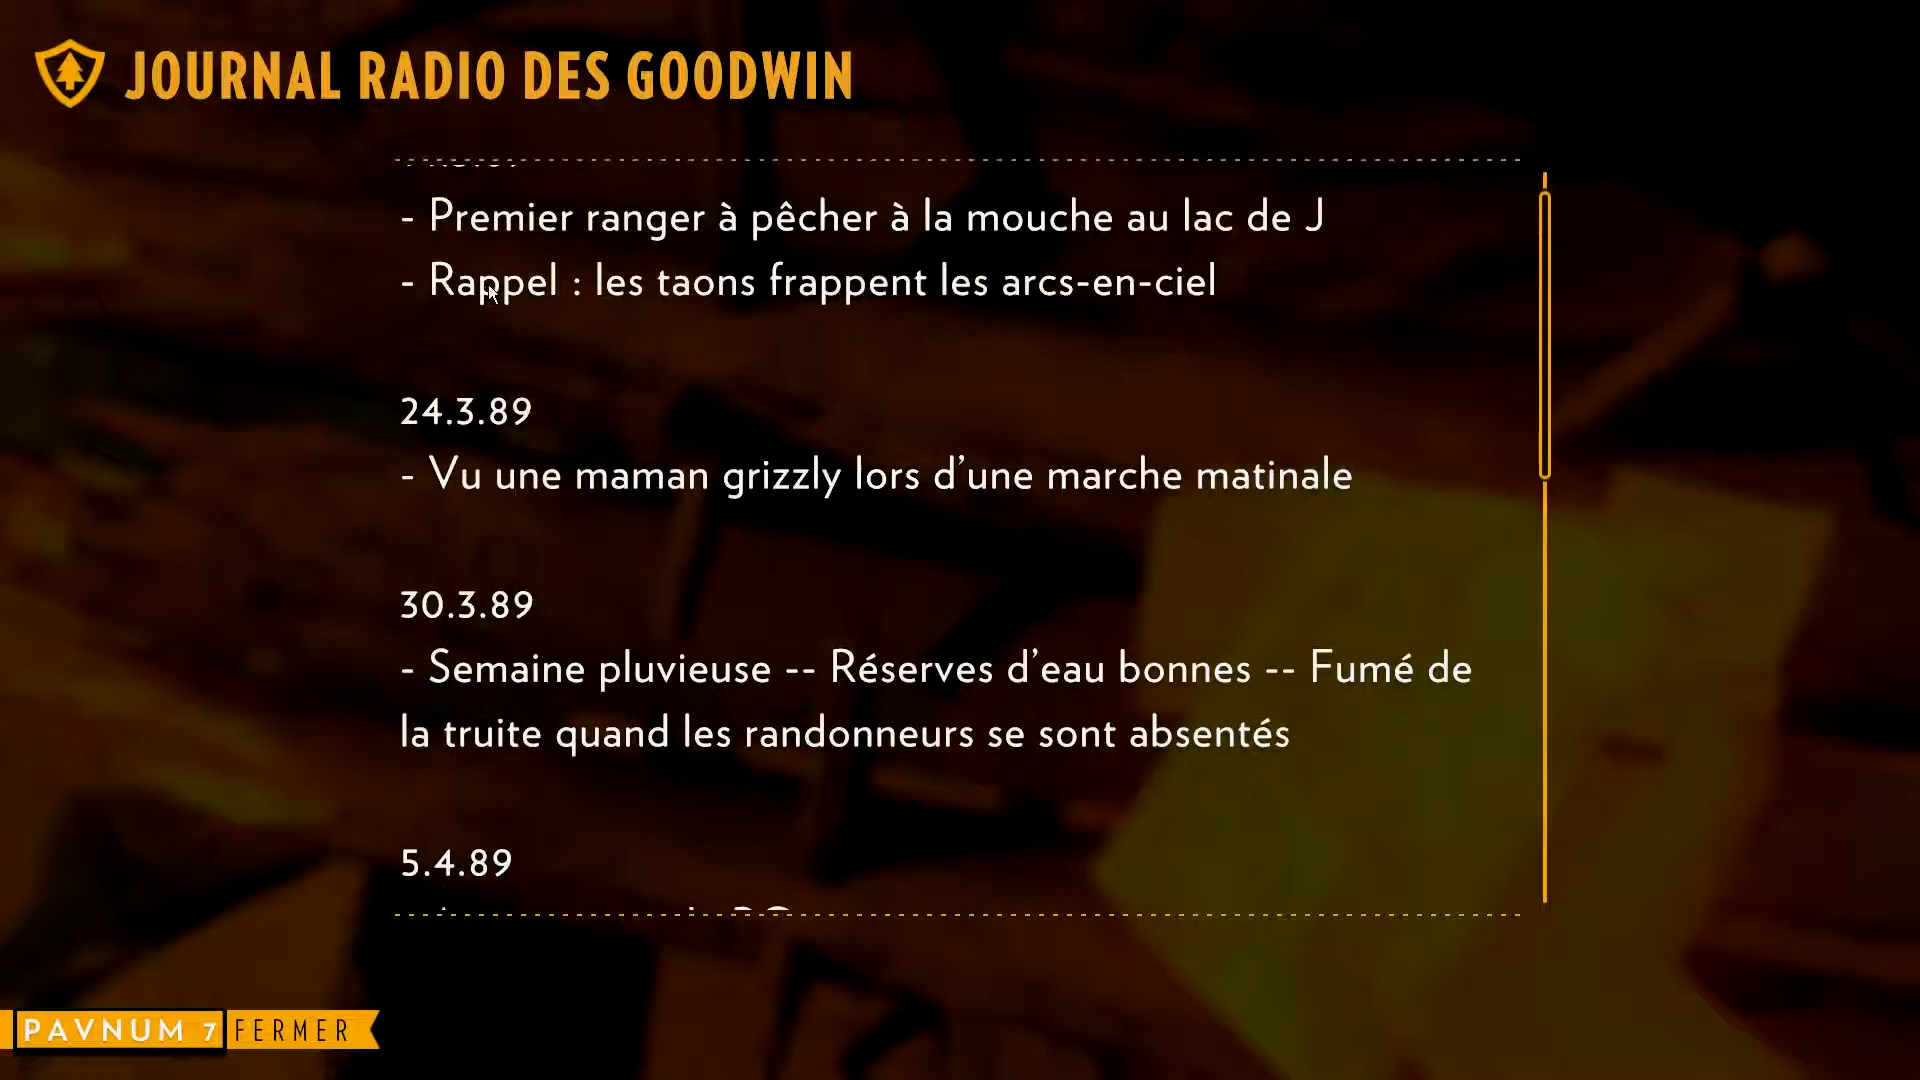 JOURNAL RADIO DES GOODWIN
- Premier ranger à pêcher à la mouche au lac de J
- Rappel : les taons frappent les arcs-en-ciel
24.3.89
- Vu une maman grizzly lors d’une marche matinale
30.3.89
- Semaine pluvieuse -- Réserves d’eau bonnes -- Fumé de
la truite quand les randonneurs se sont absentés
5.4.89
PAVNUM 7 FERMER